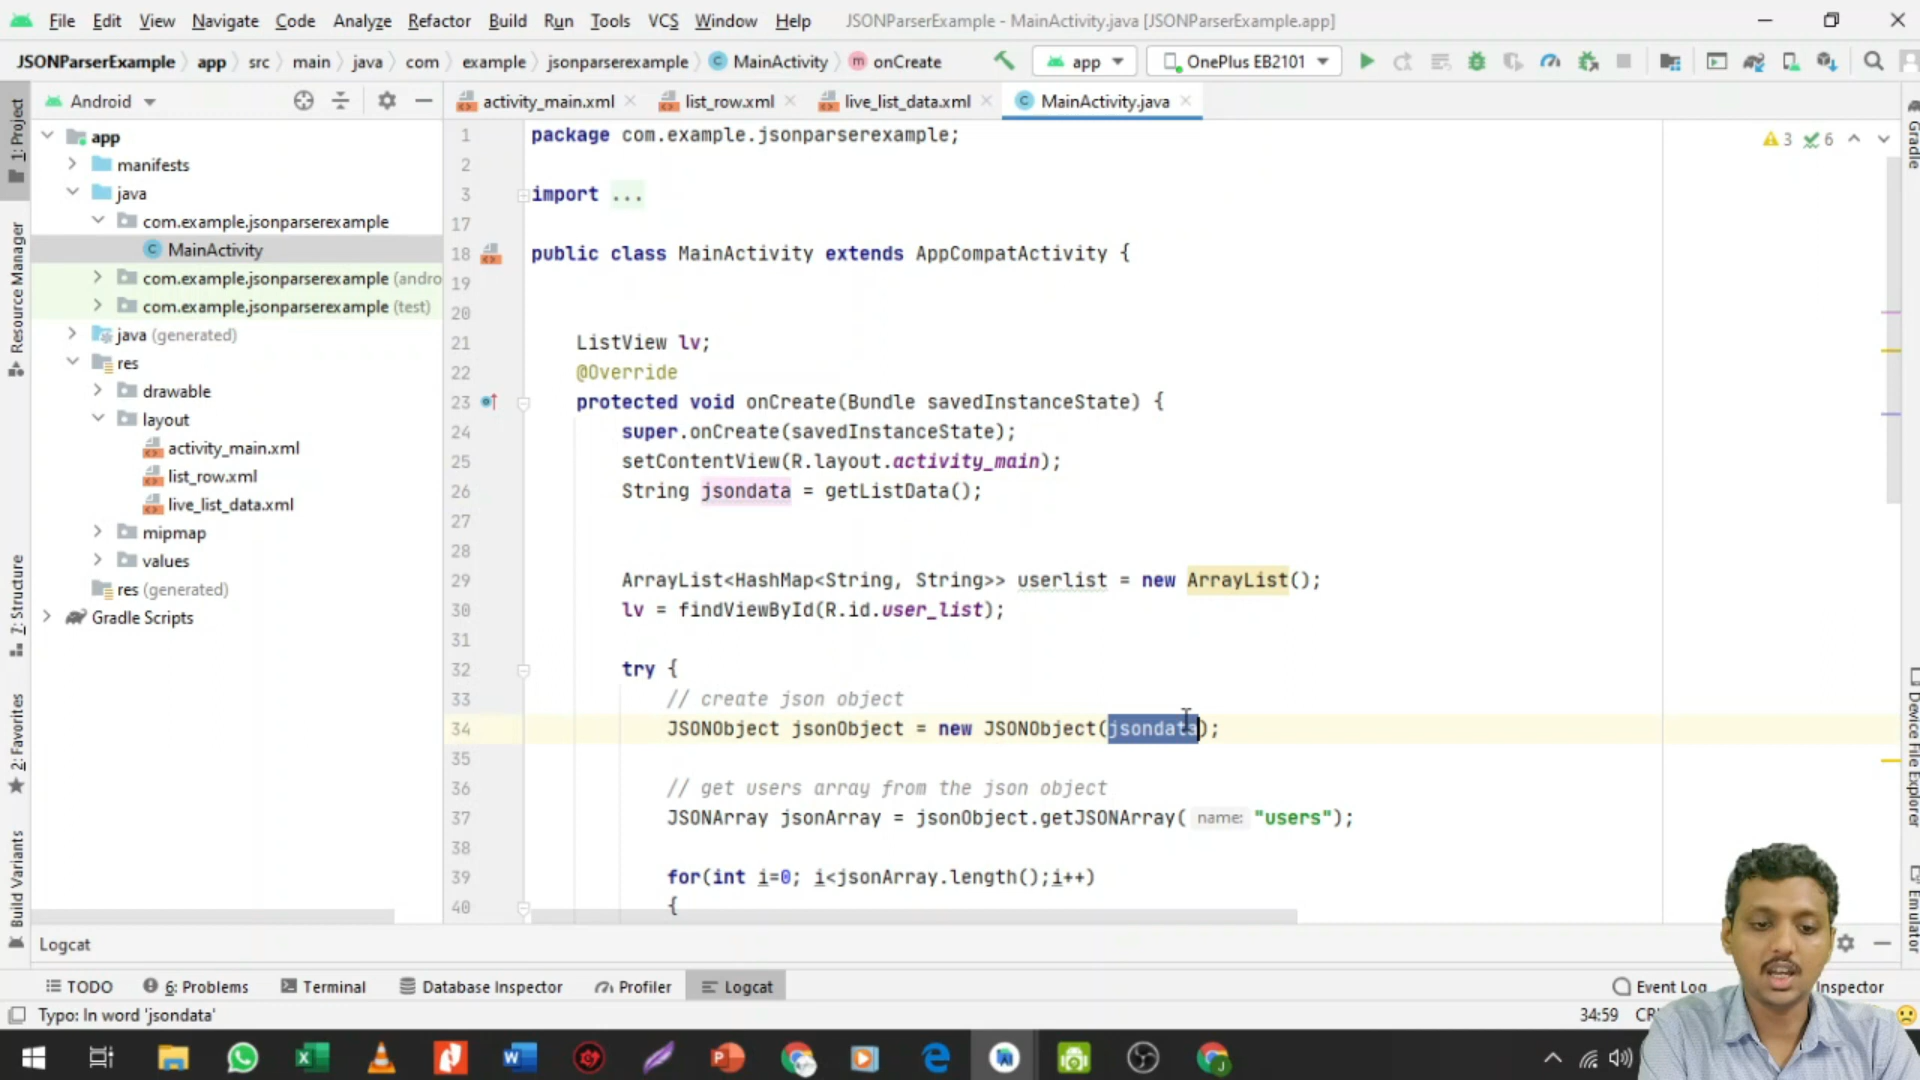 File Edit View Navigate Code Analyze Refactor Build Run Tools VCS Window Help JSONParserExample - MainActivity.java [JSONParserExample.app]
JSONParserExample app src main java com example jsonparserexample MainActivity onCreate app OnePlus EB2101
Android
activity_main.xml list_row.xml live_list_data.xml MainActivity.java
app
manifests
java
com.example.jsonparserexample
MainActivity
com.example.jsonparserexample (andro
com.example.jsonparserexample (test)
java (generated)
res
drawable
layout
activity_main.xml
list_row.xml
live_list_data.xml
mipmap
values
res (generated)
Gradle Scripts
1: Project
Resource Manager
7: Structure
2: Favorites
Build Variants
1 package com.example.jsonparserexample;
2
3 import ...
17
18 public class MainActivity extends AppCompatActivity {
19
20
21 ListView lv;
22 @Override
23 protected void onCreate(Bundle savedInstanceState) {
24 super.onCreate(savedInstanceState);
25 setContentView(R.layout.activity_main);
26 String jsondata = getListData();
27
28
29 ArrayList<HashMap<String, String>> userlist = new ArrayList();
30 lv = findViewById(R.id.user_list);
31
32 try {
33 // create json object
34 JSONObject jsonObject = new JSONObject(jsondata);
35
36 // get users array from the json object
37 JSONArray jsonArray = jsonObject.getJSONArray( name: "users");
38
39 for(int i=0; i<jsonArray.length();i++)
40 {
3 6
Gradle
Device File Explorer
Emulator
Logcat
TODO 6: Problems Terminal Database Inspector Profiler Logcat Event Log Inspector
Typo: In word 'jsondata' 34:59